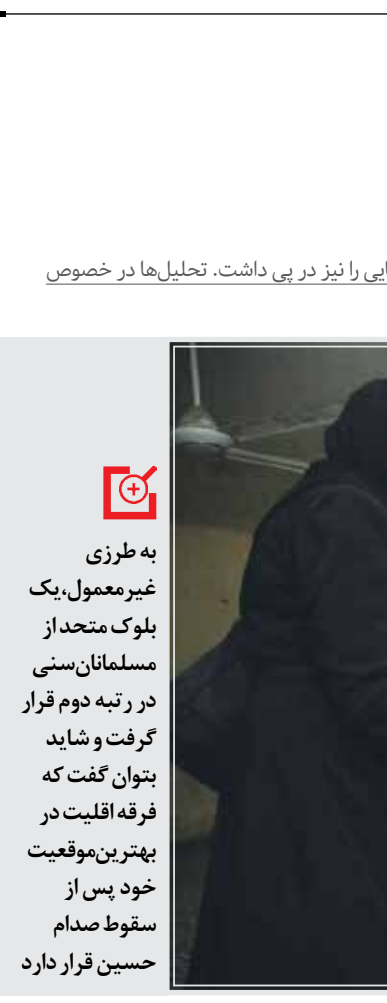 را نیز در پی داشت. تحلیل‌ها در خصوص
به طرزی
غیرمعمول،یک
بلوک متحد از
مسلمانان‌سنی
در رتبه دوم قرار
گرفت و شاید
بتوان گفت که
فرقه اقلیت در
بهترین‌موقعیت
خود پس از
سقوط صدام
حسین قرار دارد